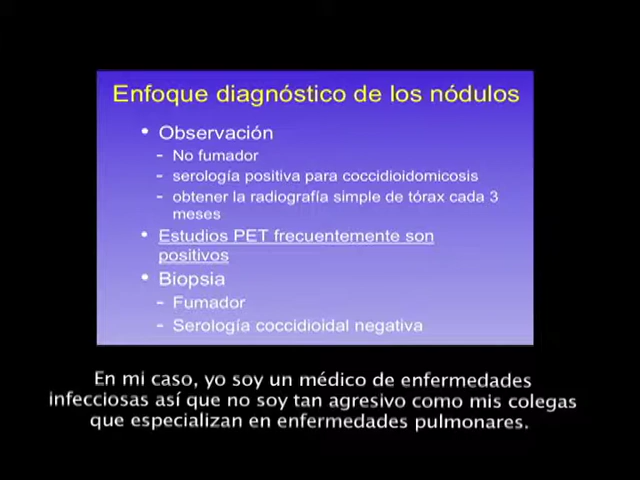 Enfoque diagnóstico de los nódulos
• Observación
- No fumador
- serología positiva para coccidioidomicosis
- obtener la radiografía simple de tórax cada 3
meses
• Estudios PET frecuentemente son
positivos
• Biopsia
- Fumador
- Serología coccidioidal negativa
En mi caso, yo soy un médico de enfermedades
infecciosas así que no soy tan agresivo como mis colegas
que especializan en enfermedades pulmonares.